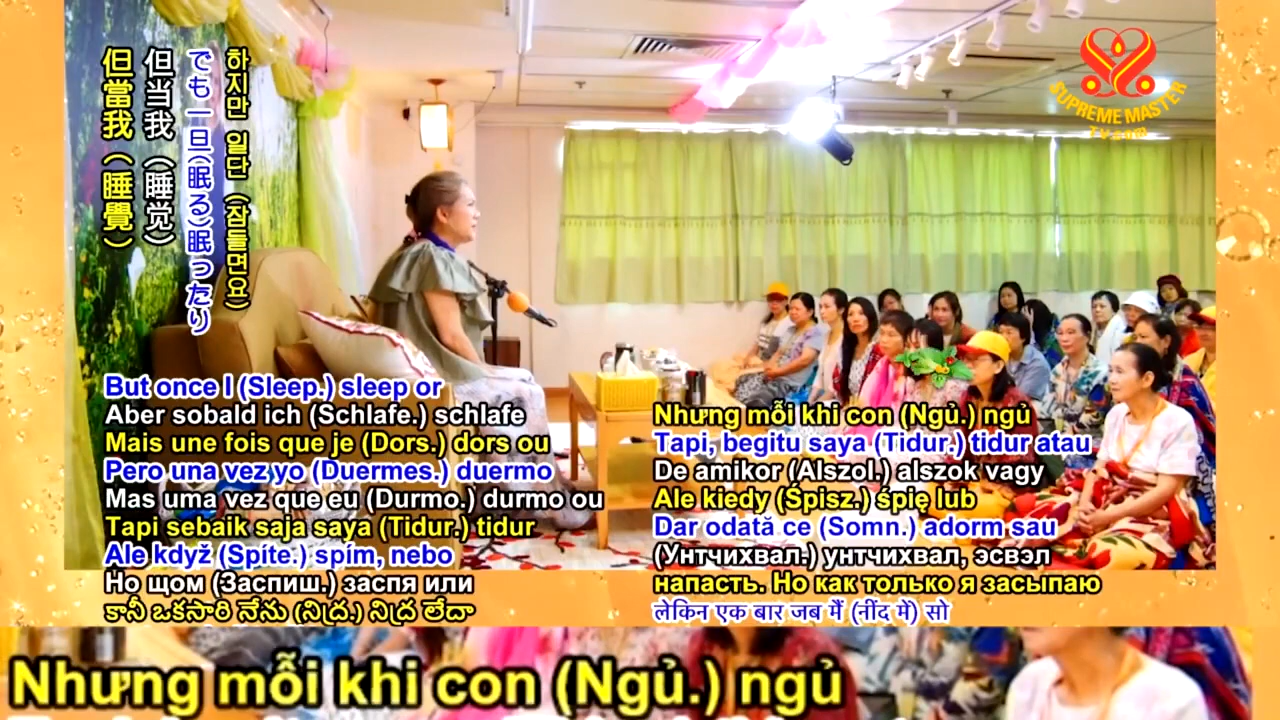 SUPREME MASTER
TV.com
하지만 일단 (잠들면요)
でも一旦(眠る)眠ったり
但当我（睡觉）
但當我（睡覺）
But once I (Sleep.) sleep or
Aber sobald ich (Schlafe.) schlafe
Mais une fois que je (Dors.) dors ou
Pero una vez yo (Duermes.) duermo
Mas uma vez que eu (Durmo.) durmo ou
Tapi sebaik saja saya (Tidur.) tidur
Ale když (Spíte.) spím, nebo
Но щом (Заспиш.) заспя или
కానీ ఒకసారి నేను (నిద్ర.) నిద్ర లేదా
Nhưng mỗi khi con (Ngủ.) ngủ
Tapi, begitu saya (Tidur.) tidur atau
De amikor (Alszol.) alszok vagy
Ale kiedy (Śpisz.) śpię lub
Dar odată ce (Somn.) adorm sau
(Унтчихвал.) унтчихвал, эсвэл
напасть. Но как только я засыпаю
लेकिन एक बार जब मैं (नींद में) सो
Nhưng mỗi khi con (Ngủ.) ngủ